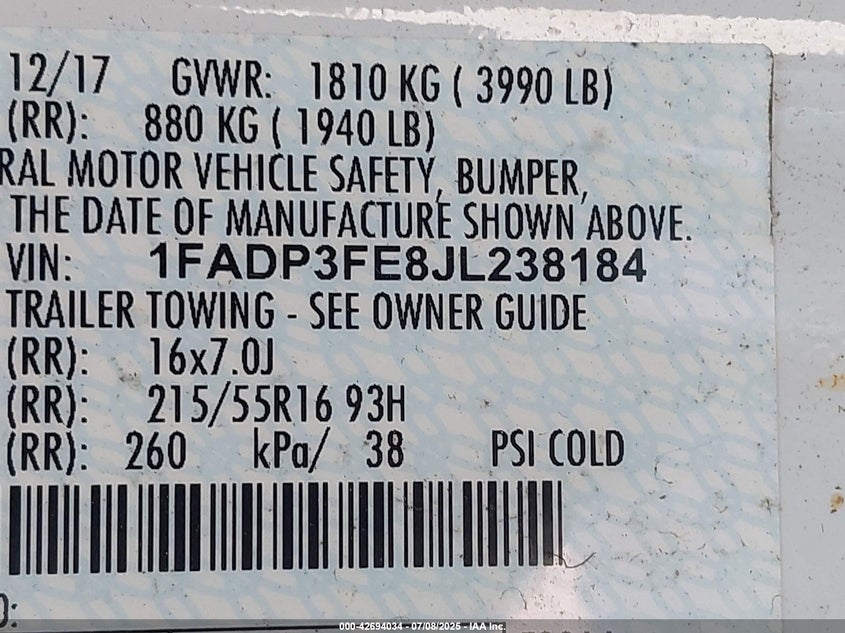 12/17 GVWR: 1810 KG ( 3990 LB)
(RR): 880 KG ( 1940 LB)
RAL MOTOR VEHICLE SAFETY, BUMPER,
THE DATE OF MANUFACTURE SHOWN ABOVE.
VIN: 1FADP3FE8JL238184
TRAILER TOWING - SEE OWNER GUIDE
(RR): 16x7.0J
(RR): 215/55R16 93H
(RR): 260 kPa/ 38 PSI COLD
):
000-42694034 - 07/08/2025 - IAA Inc.